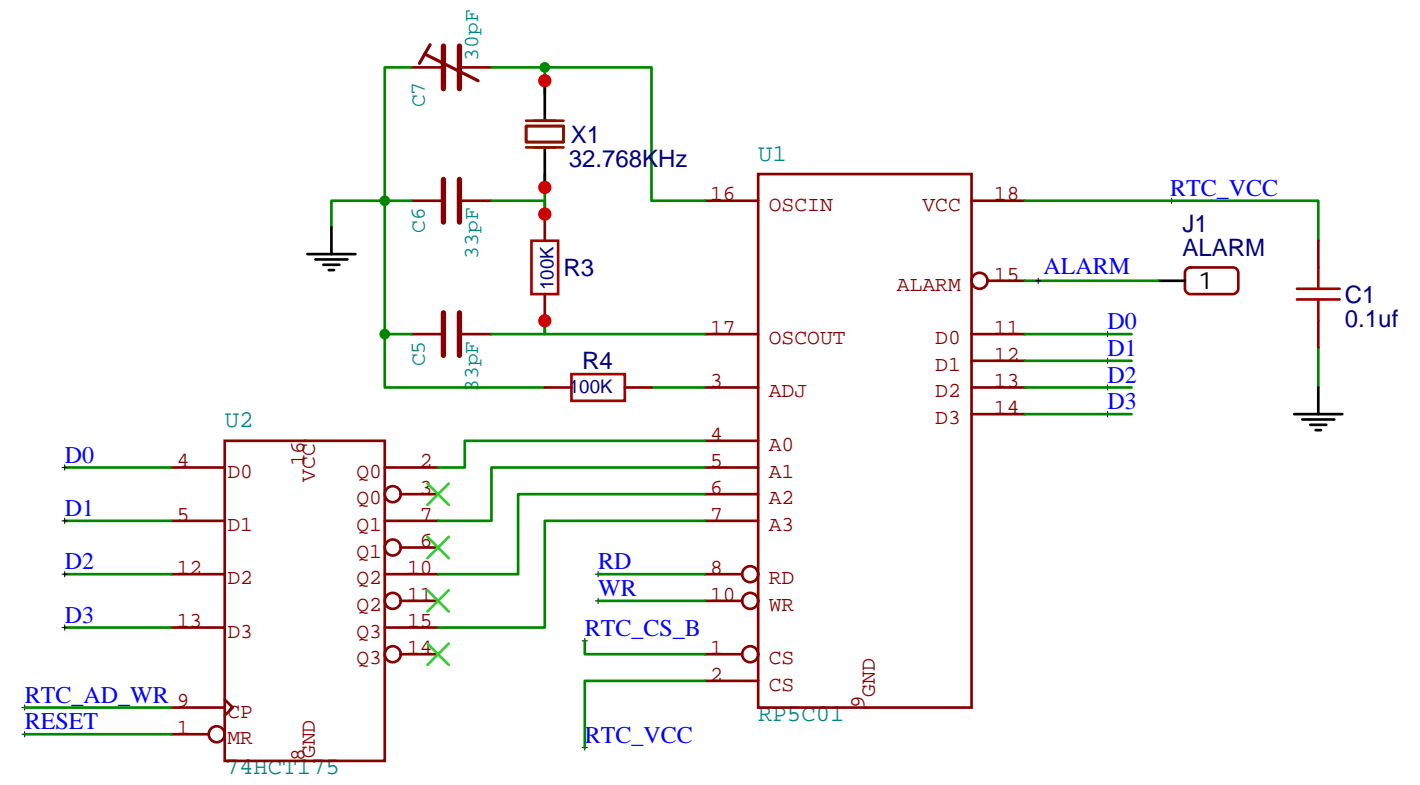 30pF
C7
X1
32.768KHz
C6
33pF
100K
R3
C5
33pF
R4
100K
U1
16
OSCIN
17
OSCOUT
3
ADJ
4
A0
5
A1
6
A2
7
A3
RD
8
RD
WR
10
WR
RTC_CS_B
1
CS
2
CS
RTC_VCC
9
GND
RP5C01
VCC
18
RTC_VCC
ALARM
15
ALARM
J1
ALARM
1
C1
0.1uf
D0
11
D0
D1
12
D1
D2
13
D2
D3
14
D3
U2
D0
4
D0
D1
5
D1
D2
12
D2
D3
13
D3
RTC_AD_WR
9
CP
RESET
1
MR
16
VCC
Q0
2
Q0
3
Q1
7
Q1
6
Q2
10
Q2
11
Q3
15
Q3
14
8
GND
74HCT175